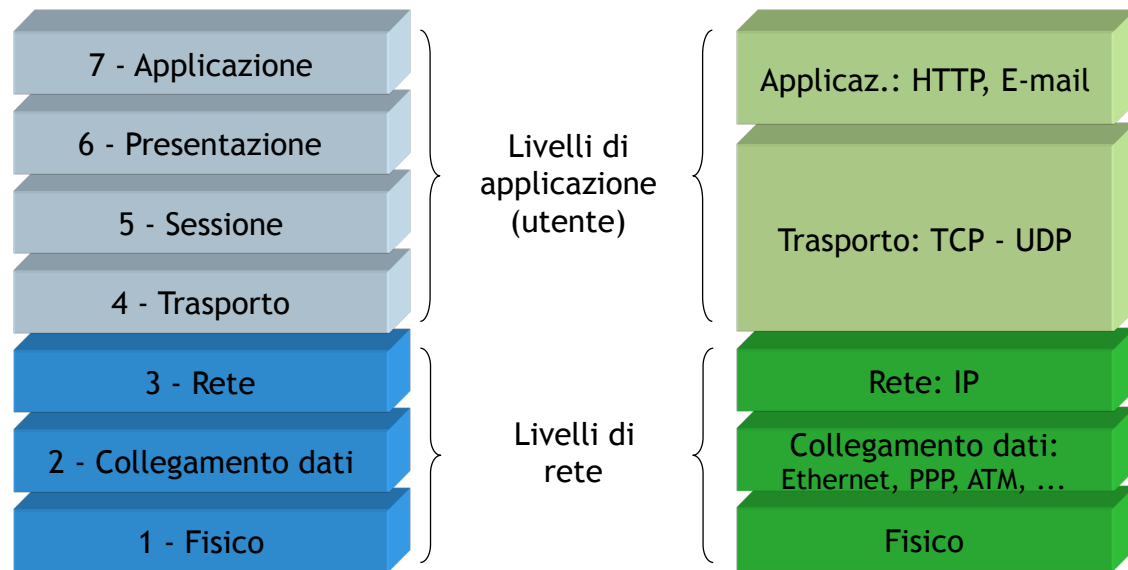 7 - Applicazione
6 - Presentazione
5 - Sessione
4 - Trasporto
3 - Rete
2 - Collegamento dati
1 - Fisico
Livelli di
applicazione
(utente)
Livelli di
rete
Applicaz.: HTTP, E-mail
Trasporto: TCP - UDP
Rete: IP
Collegamento dati:
Ethernet, PPP, ATM, ...
Fisico